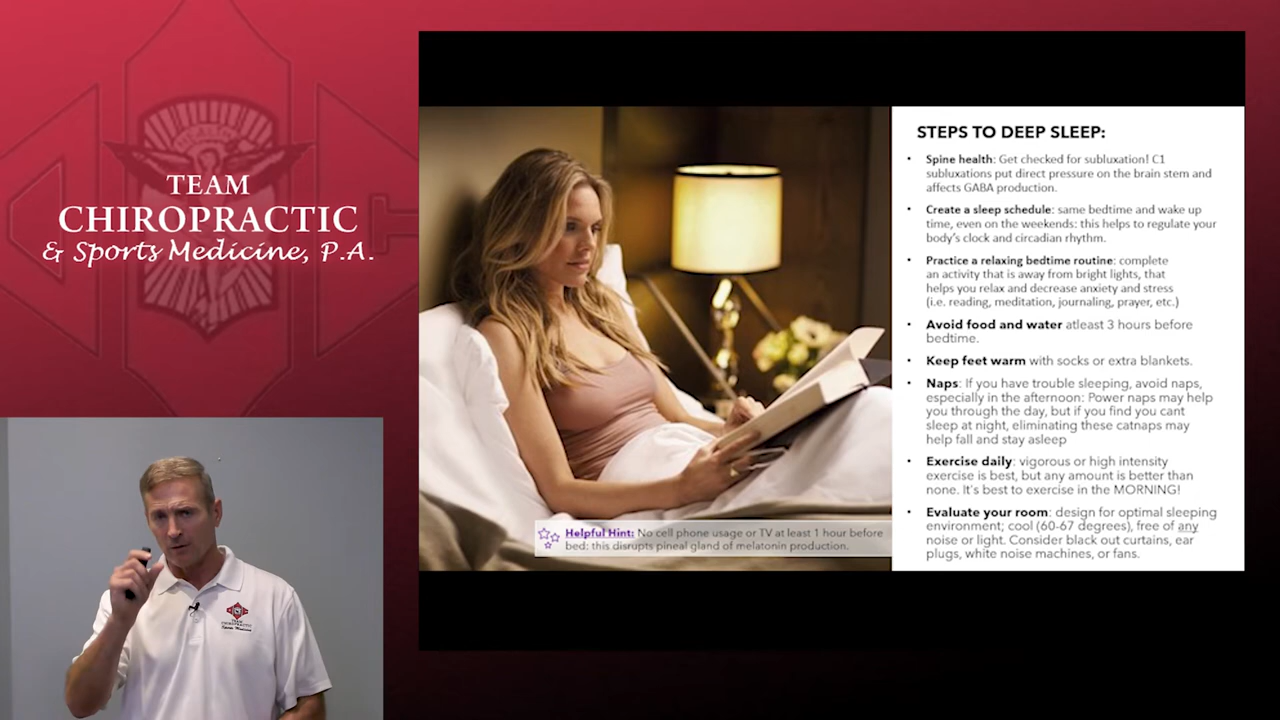 HEALTH
TEAM
CHIROPRACTIC
& Sports Medicine, P.A.
STEPS TO DEEP SLEEP:
• Spine health: Get checked for subluxation! C1
subluxations put direct pressure on the brain stem and
affects GABA production.
• Create a sleep schedule: same bedtime and wake up
time, even on the weekends: this helps to regulate your
body's clock and circadian rhythm.
• Practice a relaxing bedtime routine: complete
an activity that is away from bright lights, that
helps you relax and decrease anxiety and stress
(i.e. reading, meditation, journaling, prayer, etc.)
• Avoid food and water atleast 3 hours before
bedtime.
• Keep feet warm with socks or extra blankets.
• Naps: If you have trouble sleeping, avoid naps,
especially in the afternoon: Power naps may help
you through the day, but if you find you cant
sleep at night, eliminating these catnaps may
help fall and stay asleep
• Exercise daily: vigorous or high intensity
exercise is best, but any amount is better than
none. It's best to exercise in the MORNING!
• Evaluate your room: design for optimal sleeping
environment; cool (60-67 degrees), free of any
noise or light. Consider black out curtains, ear
plugs, white noise machines, or fans.
Helpful Hint: No cell phone usage or TV at least 1 hour before
bed; this disrupts pineal gland of melatonin production.
TEAM
CHIROPRACTIC
Sports Medicine